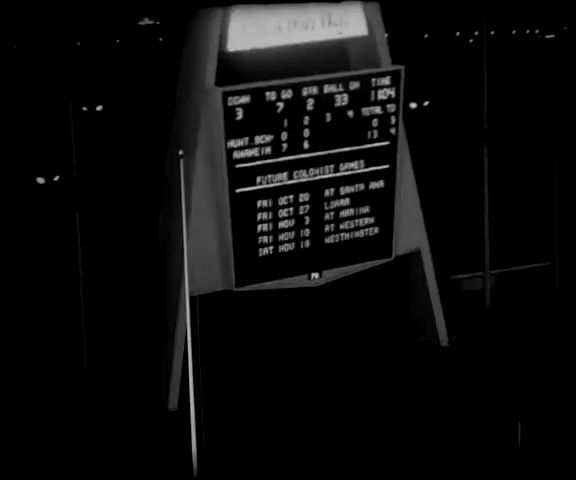 DOWN TO GO QTR BALL ON TIME
3 7 2 33 1:04
1 2 3 4 TOTAL TO
HUNT.BCH 0 0 0 3
ANAHEIM 7 6 13 4
FUTURE COLONIST GAMES
FRI OCT 20 AT SANTA ANA
FRI OCT 27 LOARA
FRI NOV 3 AT MARINA
FRI NOV 10 AT WESTERN
SAT NOV 18 WESTMINSTER